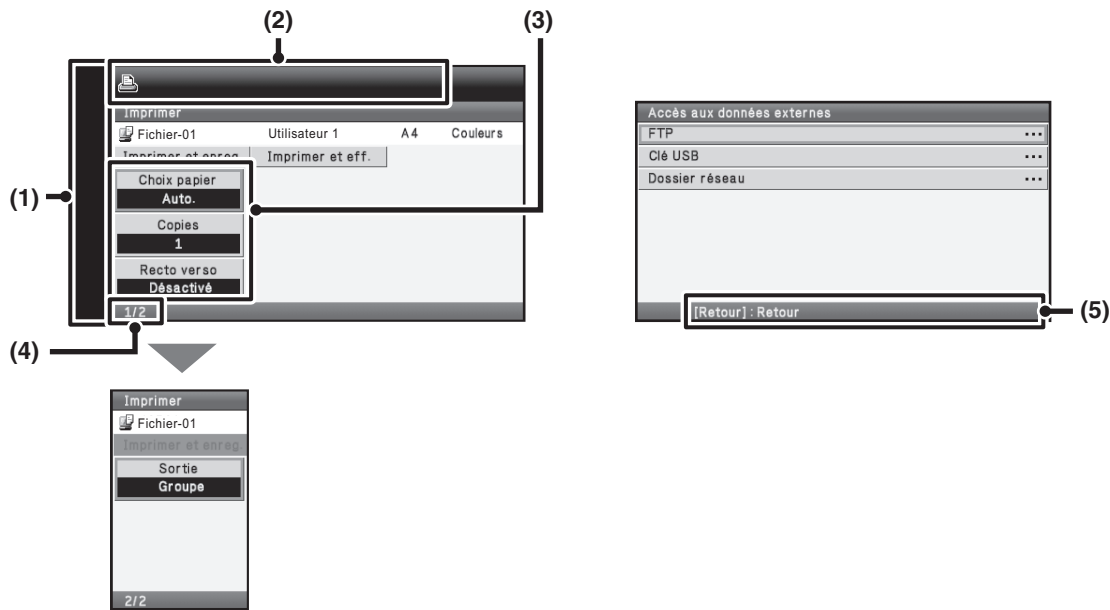 (2)
(3)
Imprimer
Fichier-01 Utilisateur 1 A4 Couleurs
Imprimer et enreg. Imprimer et eff.
Choix papier
Auto.
Copies
1
Recto verso
Désactivé
1/2
(1)
(4)
Accès aux données externes
FTP ...
Clé USB ...
Dossier réseau ...
[Retour] : Retour
(5)
Imprimer
Fichier-01
Imprimer et enreg.
Sortie
Groupe
2/2